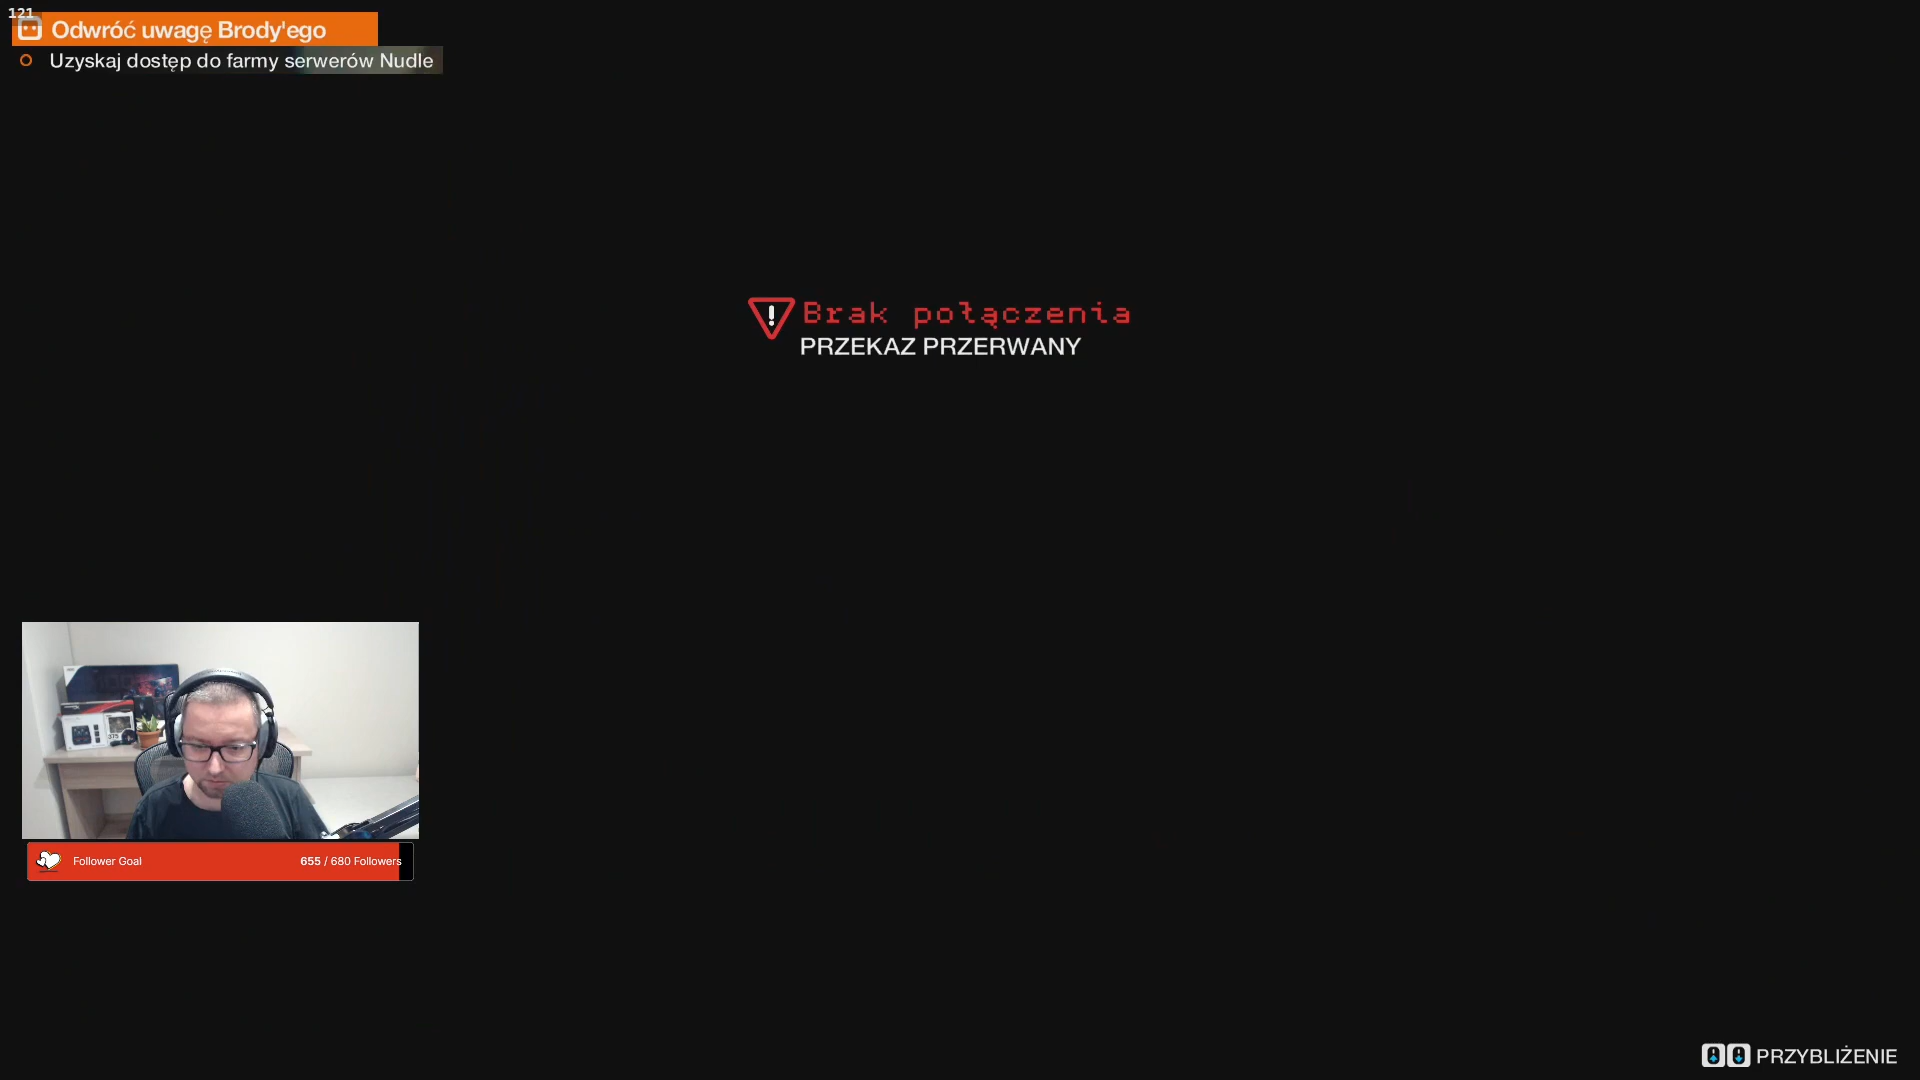 121
Odwróć uwagę Brody'ego
Uzyskaj dostęp do farmy serwerów Nudle
Brak połączenia
PRZEKAZ PRZERWANY
Follower Goal
655 / 680 Followers
PRZYBLIŻENIE